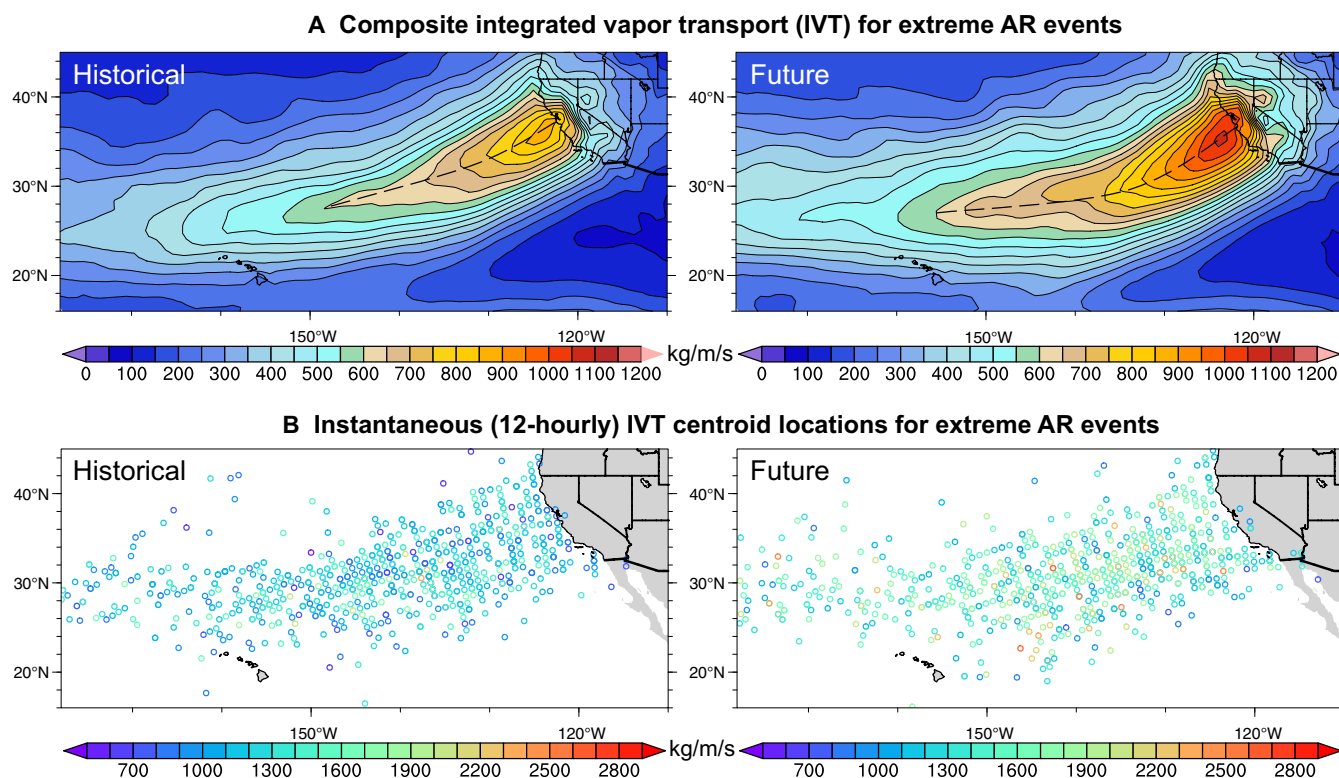 A Composite integrated vapor transport (IVT) for extreme AR events
Historical
Future
40°N
30°N
20°N
40°N
30°N
20°N
150°W 120°W
150°W 120°W
0 100 200 300 400 500 600 700 800 900 1000 1100 1200
kg/m/s
0 100 200 300 400 500 600 700 800 900 1000 1100 1200
B Instantaneous (12-hourly) IVT centroid locations for extreme AR events
Historical
Future
40°N
30°N
20°N
40°N
30°N
20°N
150°W 120°W
150°W 120°W
700 1000 1300 1600 1900 2200 2500 2800
kg/m/s
700 1000 1300 1600 1900 2200 2500 2800